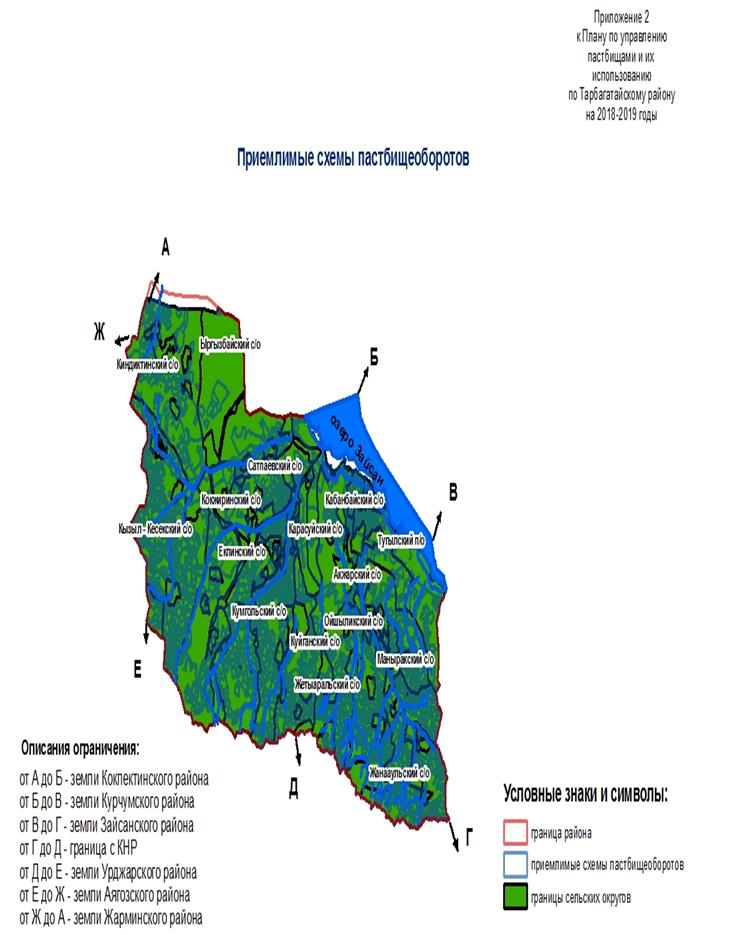 Приложение 2
к Плану по управлению
пастбищами и их
использованию
по Тарбагатайскому району
на 2018-2019 годы
Приемлимые схемы пастбищеоборотов
А
Ж
Ыргызбайский с/о
Киндиктинский с/о
Б
озеро Зайсан
Сатпаевский с/о
В
Кокжиринский с/о
Кабанбайский с/о
Кызыл - Кесекский с/о
Карасуйский с/о
Тугылский п/о
Екпинский с/о
Акжарский с/о
Кумгольский с/о
Ойшыликский с/о
Куйганский с/о
Маныракский с/о
Е
Жетыаральский с/о
Жанааульский с/о
Д
Г
Описания ограничения:
от А до Б - земли Кокпектинского района
от Б до В - земли Курчумского района
от В до Г - земли Зайсанского района
от Г до Д - граница с КНР
от Д до Е - земли Урджарского района
от Е до Ж - земли Аягозского района
от Ж до А - земли Жарминского района
Условные знаки и символы:
граница района
приемлимые схемы пастбищеоборотов
границы сельских округов